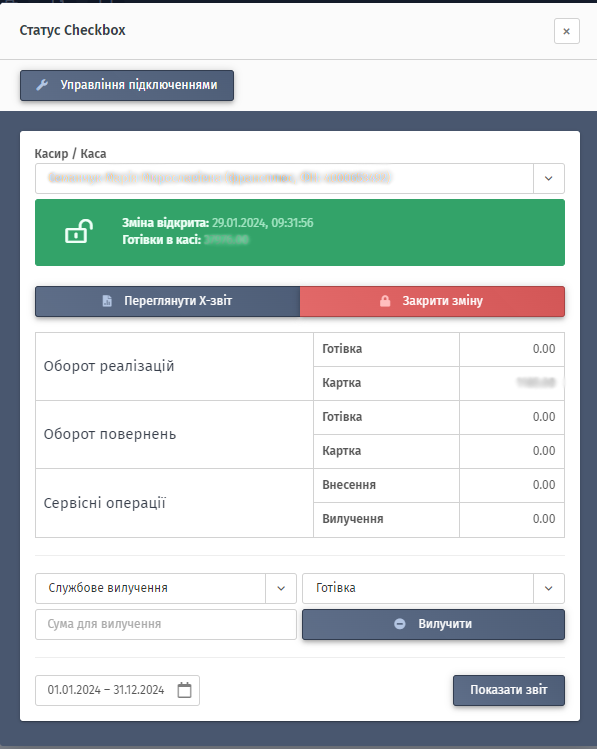 Статус Checkbox
×
Управління підключеннями
Касир / Каса
Зміна відкрита: 29.01.2024, 09:31:56
Готівки в касі:
Переглянути X-звіт
Закрити зміну
Оборот реалізацій
Готівка 0.00
Картка
Оборот повернень
Готівка 0.00
Картка 0.00
Сервісні операції
Внесення 0.00
Вилучення 0.00
Службове вилучення
Готівка
Сума для вилучення
Вилучити
01.01.2024 – 31.12.2024
Показати звіт